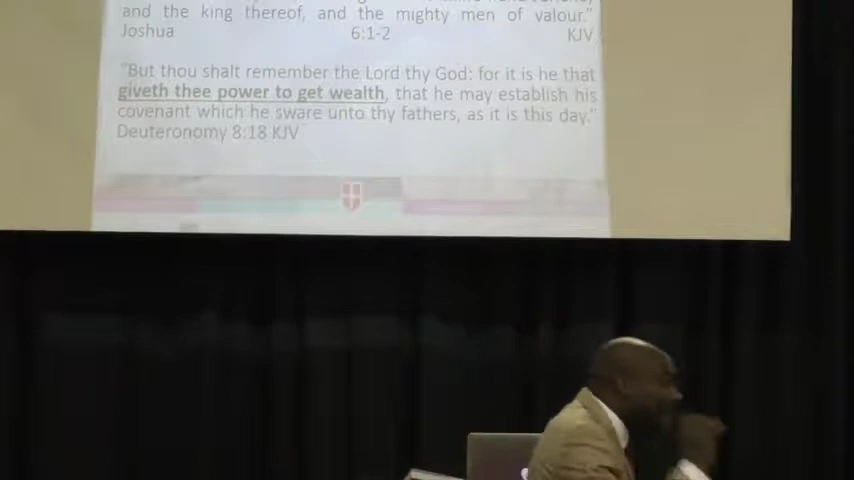 and the king thereof, and the mighty men of valour."
Joshua 6:1-2 KJV
"But thou shalt remember the Lord thy God: for it is he that
giveth thee power to get wealth, that he may establish his
covenant which he sware unto thy fathers, as it is this day."
Deuteronomy 8:18 KJV